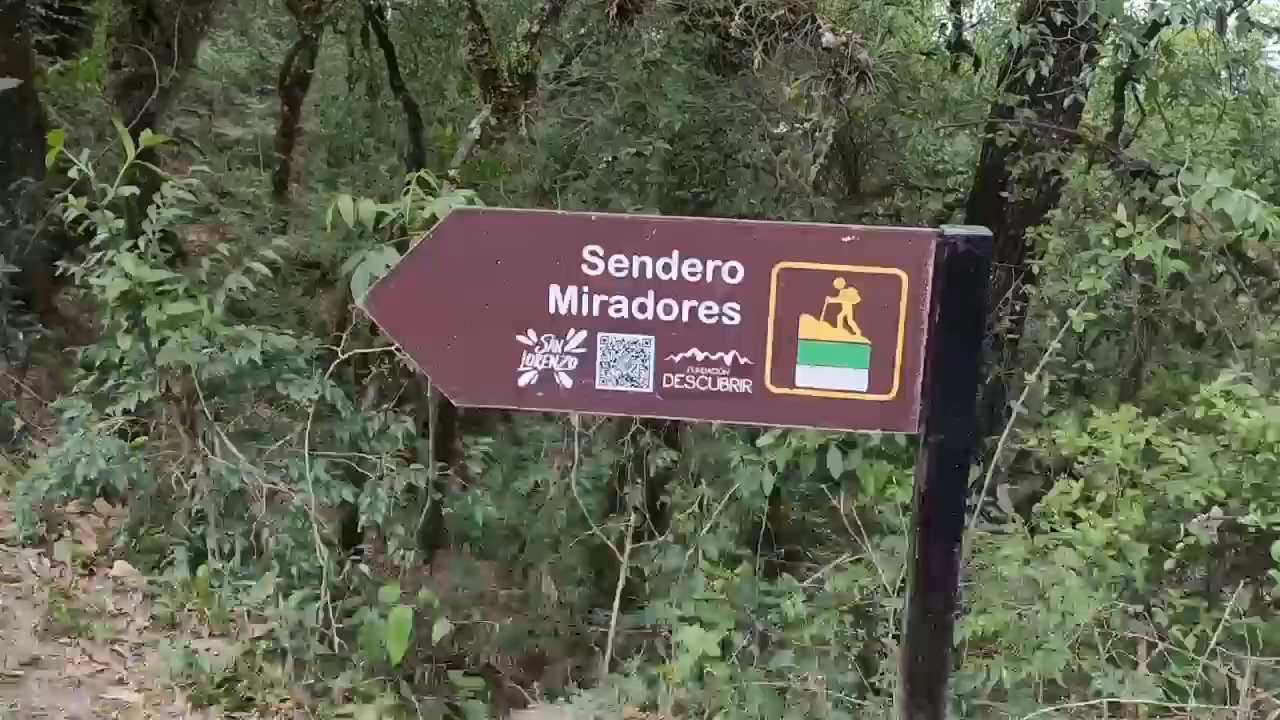 Sendero
Miradores
SAN
LORENZO
FUNDACIÓN
DESCUBRIR